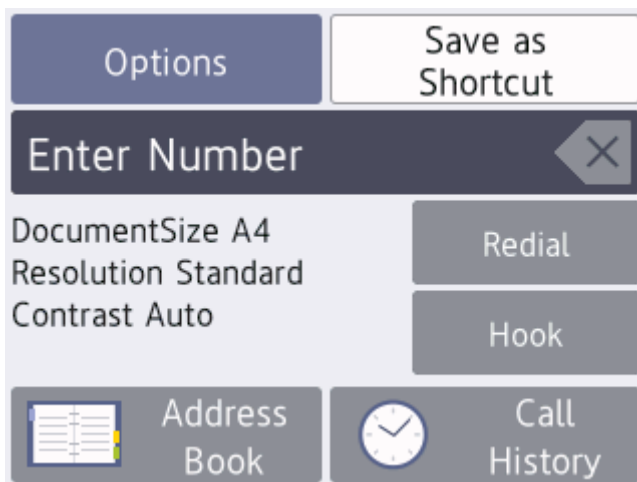 Options
Save as
Shortcut
Enter Number
DocumentSize A4
Resolution Standard
Contrast Auto
Redial
Hook
Address
Book
Call
History